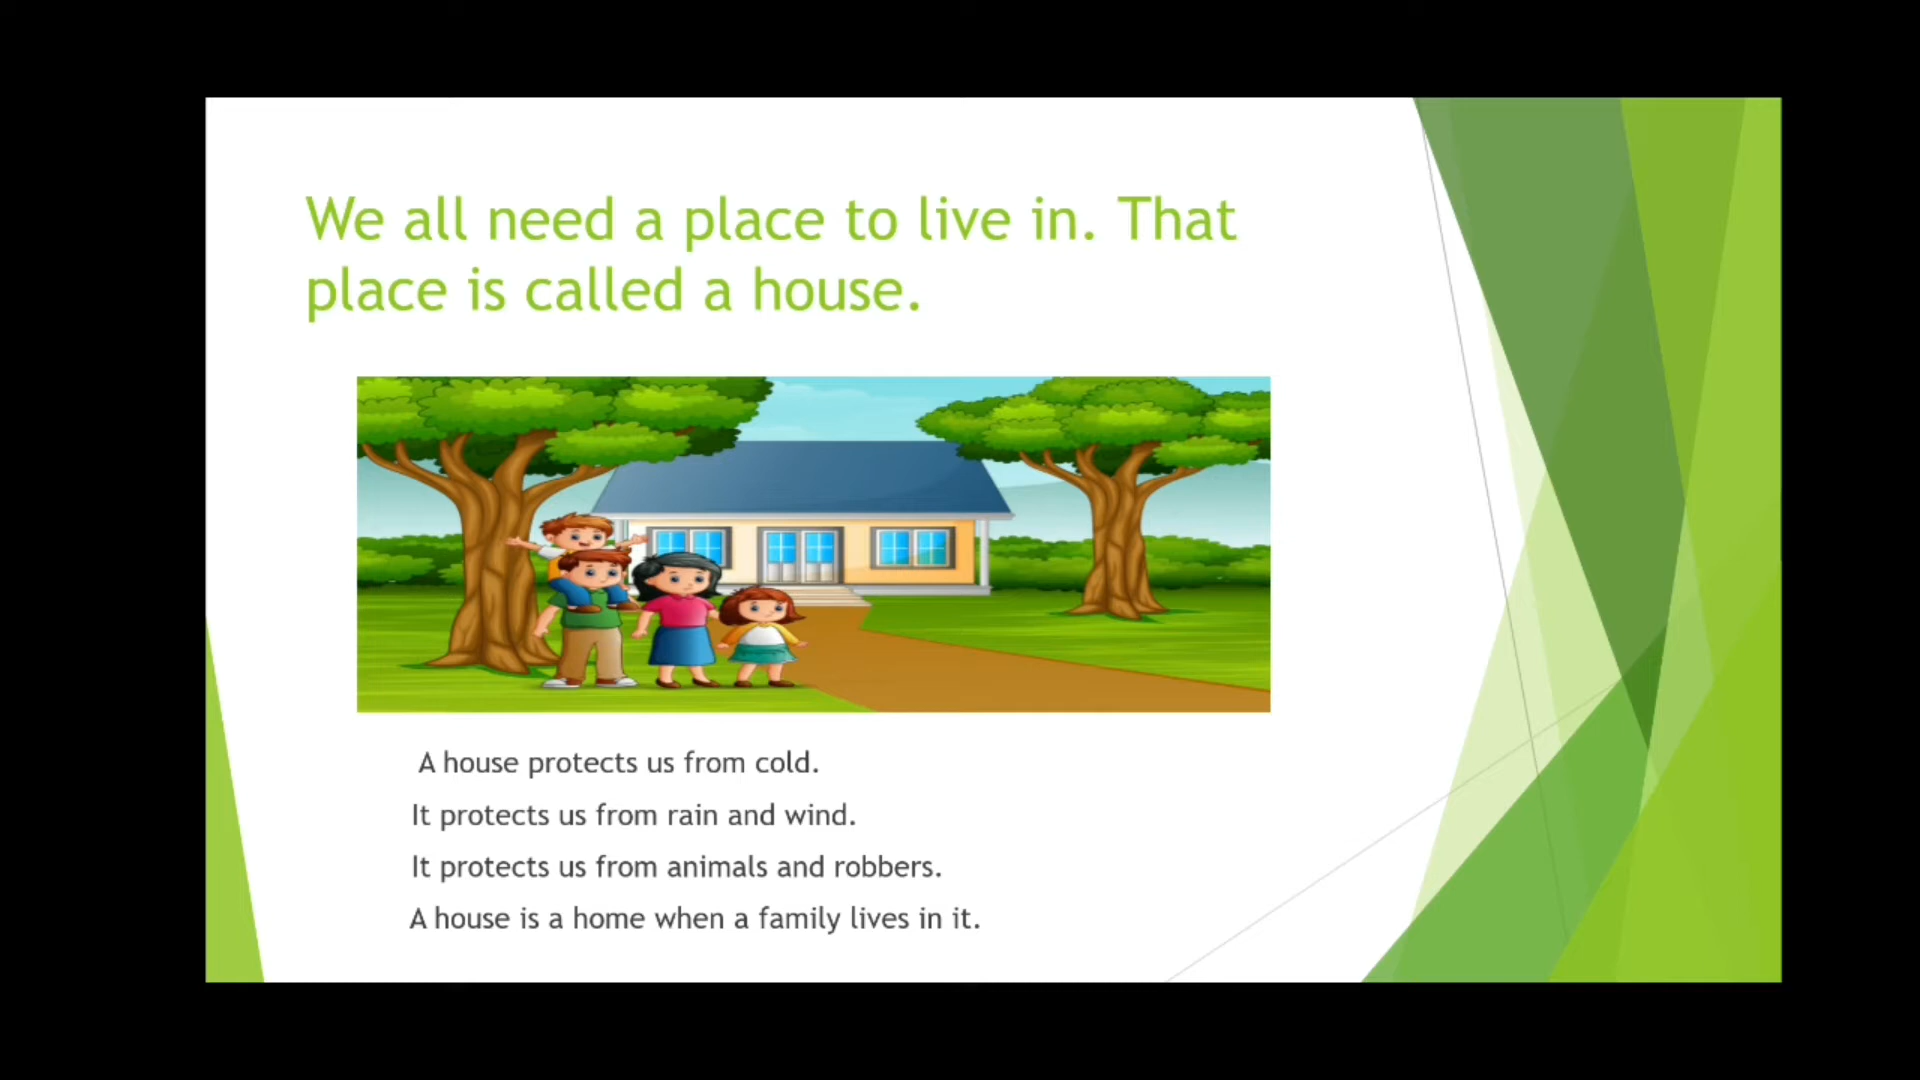 We all need a place to live in. That
place is called a house.
A house protects us from cold.
It protects us from rain and wind.
It protects us from animals and robbers.
A house is a home when a family lives in it.